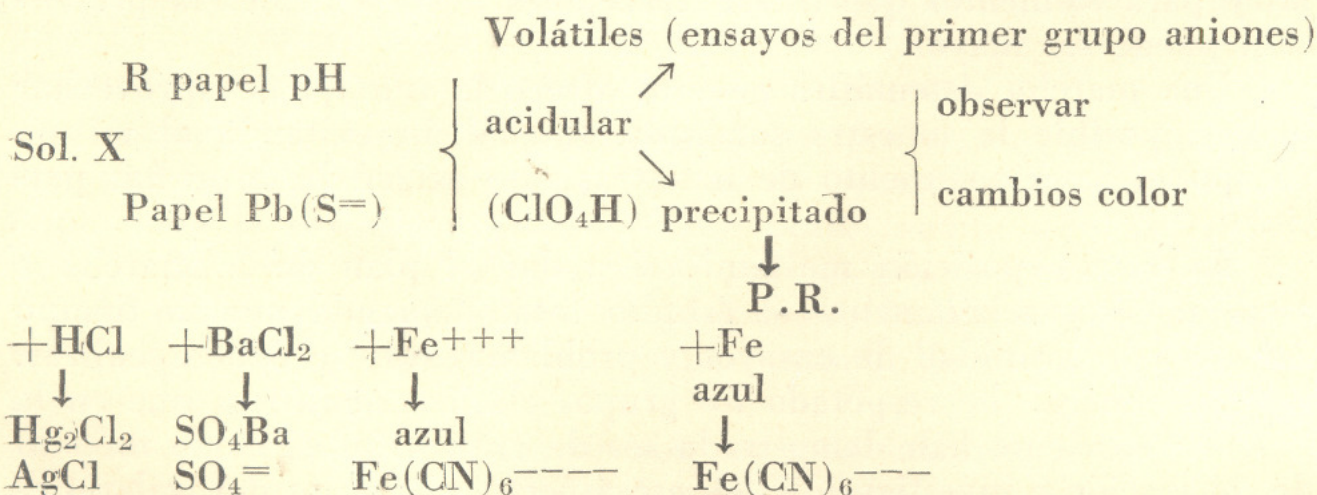 Volátiles (ensayos del primer grupo aniones)
R papel pH
acidular
observar
Sol. X
Papel Pb(S=)
(ClO₄H) precipitado
cambios color
P.R.
+HCl +BaCl₂ +Fe+++ +Fe
azul
Hg₂Cl₂ SO₄Ba azul
AgCl SO₄= Fe(CN)₆---- Fe(CN)₆---